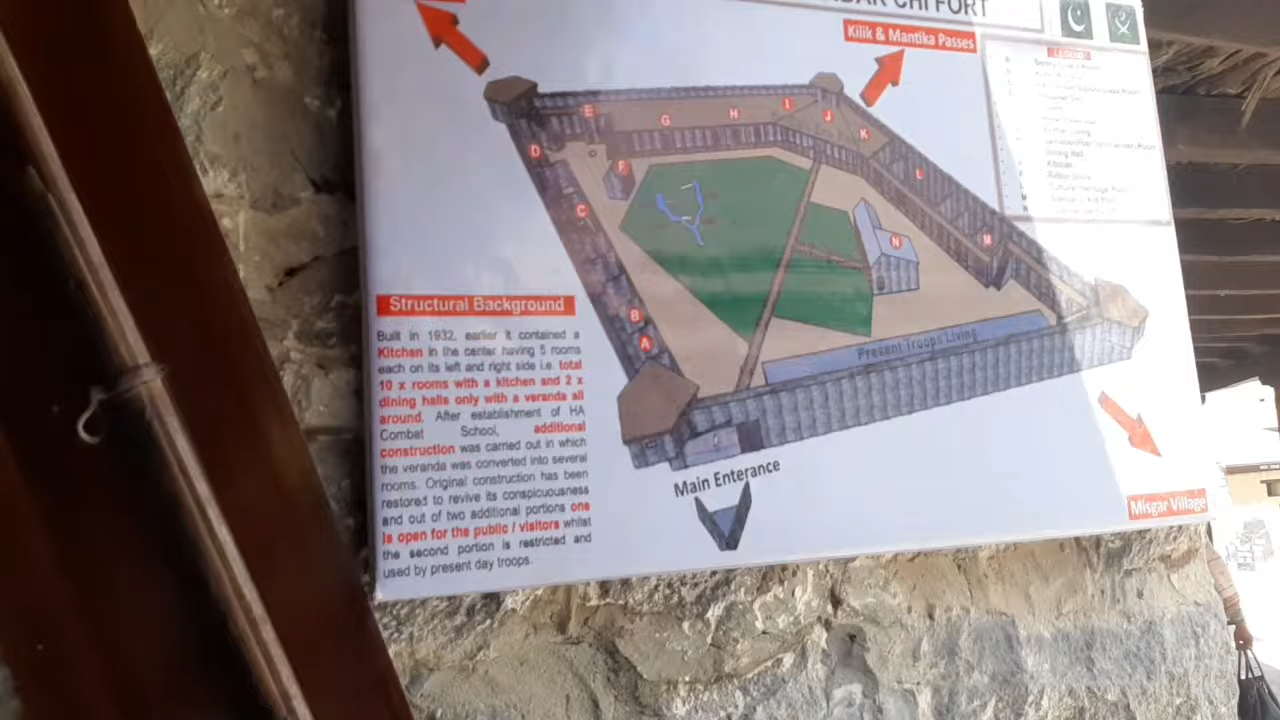 CHI FORT
Kilik & Mantika Passes
E
G
H
I
J
K
D
F
L
C
N
M
B
A
Present Troops Living
Main Enterance
Misgar Village
Structural Background
Built in 1932, earlier it contained a
Kitchen in the center having 5 rooms
each on its left and right side i.e. total
10 x rooms with a kitchen and 2 x
dining halls only with a veranda all
around. After establishment of HA
Combat School, additional
construction was carried out in which
the veranda was converted into several
rooms. Original construction has been
restored to revive its conspicuousness
and out of two additional portions one
is open for the public / visitors whilst
the second portion is restricted and
used by present day troops.